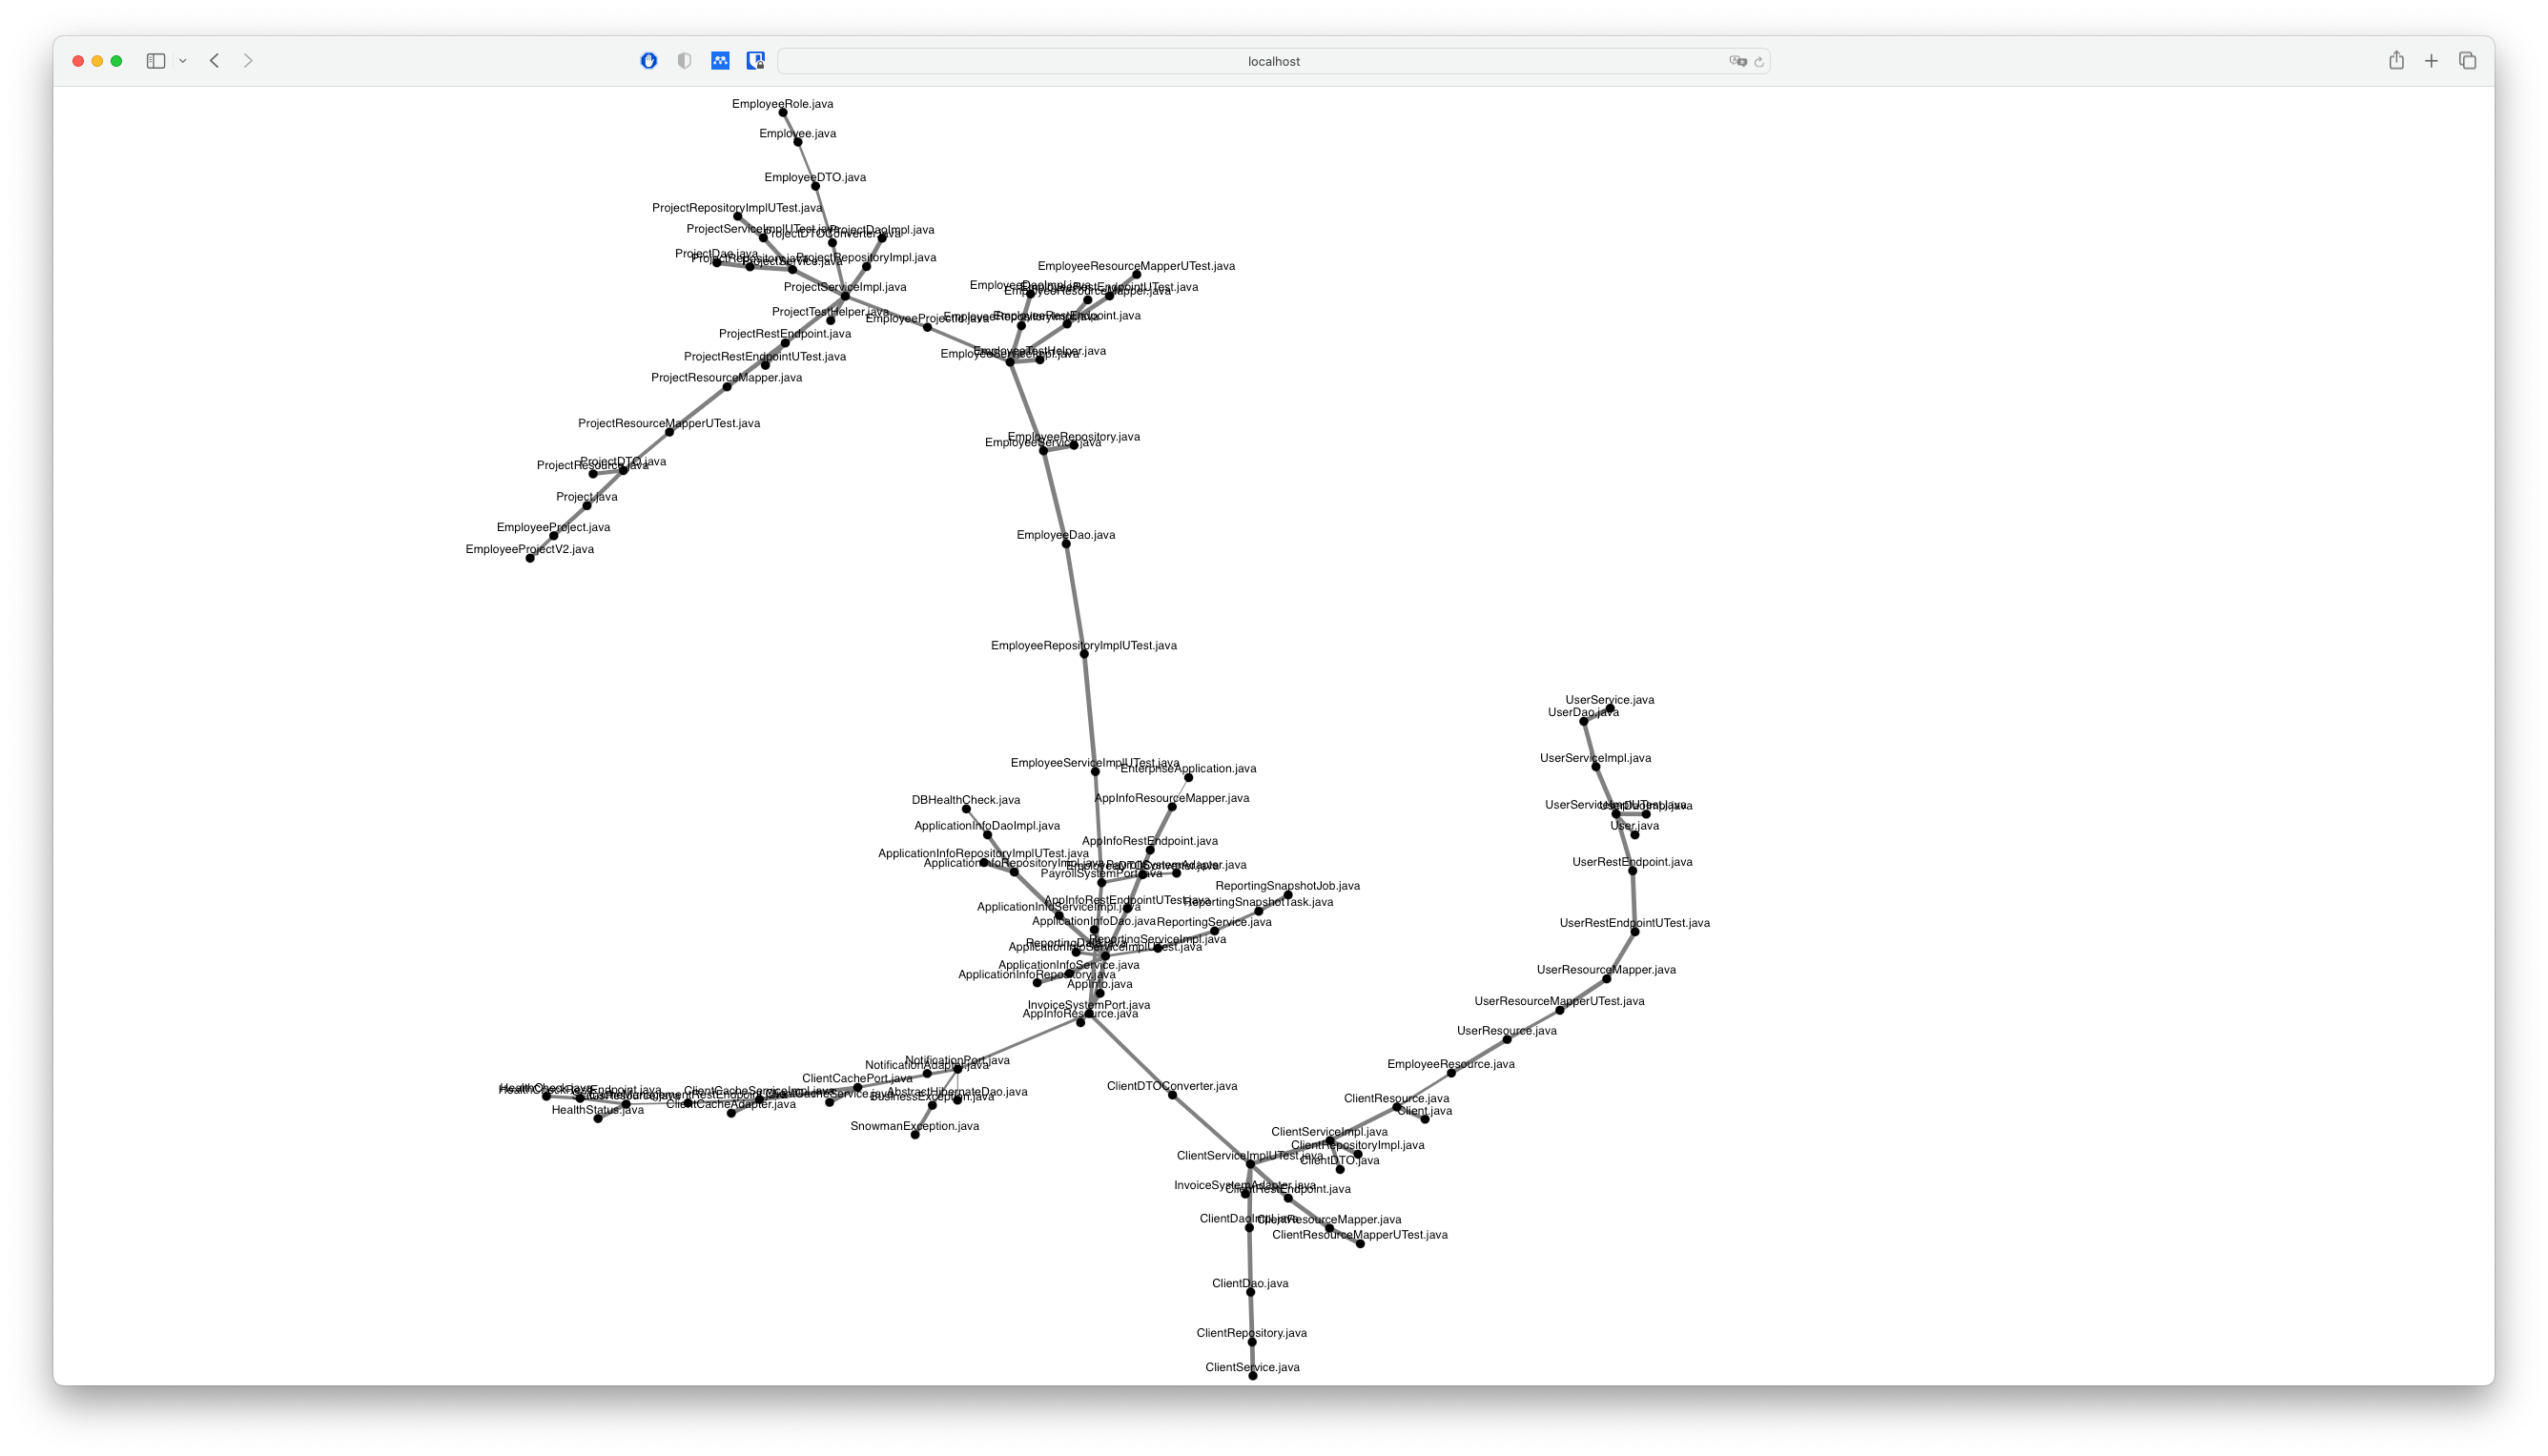 localhost
EmployeeRole.java
Employee.java
EmployeeDTO.java
ProjectRepositoryImplUTest.java
ProjectServiceImplUTest.java
ProjectDTOConverter.java
ProjectDaoImpl.java
ProjectDao.java
ProjectRepository.java
ProjectService.java
ProjectRepositoryImpl.java
EmployeeResourceMapperUTest.java
ProjectServiceImpl.java
EmployeeDaoImpl.java
EmployeeRestEndpointUTest.java
EmployeeResourceMapper.java
ProjectTestHelper.java
EmployeeProjectId.java
EmployeeRepositoryImpl.java
EmployeeRestEndpoint.java
ProjectRestEndpoint.java
EmployeeServiceImpl.java
EmployeeTestHelper.java
ProjectRestEndpointUTest.java
ProjectResourceMapper.java
ProjectResourceMapperUTest.java
EmployeeRepository.java
EmployeeService.java
ProjectDTO.java
ProjectResource.java
Project.java
EmployeeProject.java
EmployeeDao.java
EmployeeProjectV2.java
EmployeeRepositoryImplUTest.java
UserService.java
UserDao.java
UserServiceImpl.java
EmployeeServiceImplUTest.java
EnterpriseApplication.java
DBHealthCheck.java
AppInfoResourceMapper.java
UserServiceImplUTest.java
UserDaoImpl.java
ApplicationInfoDaoImpl.java
User.java
AppInfoRestEndpoint.java
ApplicationInfoRepositoryImplUTest.java
ApplicationInfoRepositoryImpl.java
EmployeeDTOConverter.java
PayrollSystemAdapter.java
UserRestEndpoint.java
PayrollSystemPort.java
ReportingSnapshotJob.java
AppInfoRestEndpointUTest.java
ReportingSnapshotTask.java
ApplicationInfoServiceImpl.java
ApplicationInfoDao.java
ReportingService.java
UserRestEndpointUTest.java
ReportingServiceImpl.java
ApplicationInfoServiceImplUTest.java
ApplicationInfoService.java
UserResourceMapper.java
ApplicationInfoRepository.java
AppInfo.java
UserResourceMapperUTest.java
InvoiceSystemPort.java
AppInfoResource.java
UserResource.java
NotificationPort.java
NotificationAdapter.java
EmployeeResource.java
ClientCachePort.java
ClientDTOConverter.java
HealthCheck.java
HealthCheckRestEndpoint.java
ClientCacheServiceImpl.java
ClientCacheService.java
AbstractHibernateDao.java
BusinessException.java
ClientResource.java
ClientCacheAdapter.java
HealthStatus.java
Client.java
SnowmanException.java
ClientServiceImpl.java
ClientRepositoryImpl.java
ClientServiceImplUTest.java
ClientDTO.java
InvoiceSystemAdapter.java
ClientRestEndpoint.java
ClientDaoImpl.java
ClientResourceMapper.java
ClientResourceMapperUTest.java
ClientDao.java
ClientRepository.java
ClientService.java